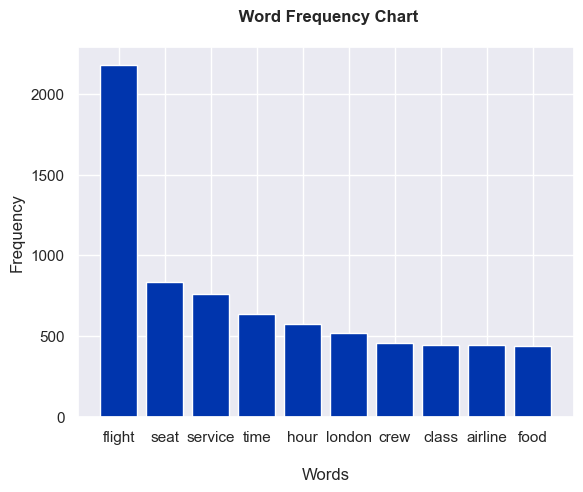 Word Frequency Chart
Frequency
2000
1500
1000
500
0
flight seat service time hour london crew class airline food
Words